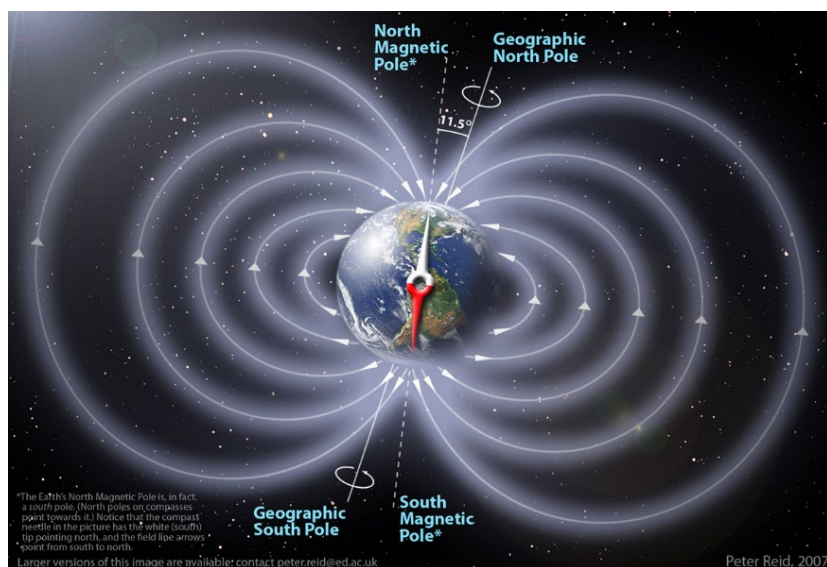 North
Magnetic
Pole*
Geographic
North Pole
11.5°
Geographic
South Pole
South
Magnetic
Pole*
*The Earth's North Magnetic Pole is, in fact,
a south pole. (North poles on compasses
point towards it.) Notice that the compass
needle in the picture has the white (south)
tip pointing north, and the field line arrows
point from south to north.
Larger versions of this image are available: contact peter.reid@ed.ac.uk
Peter Reid, 2007